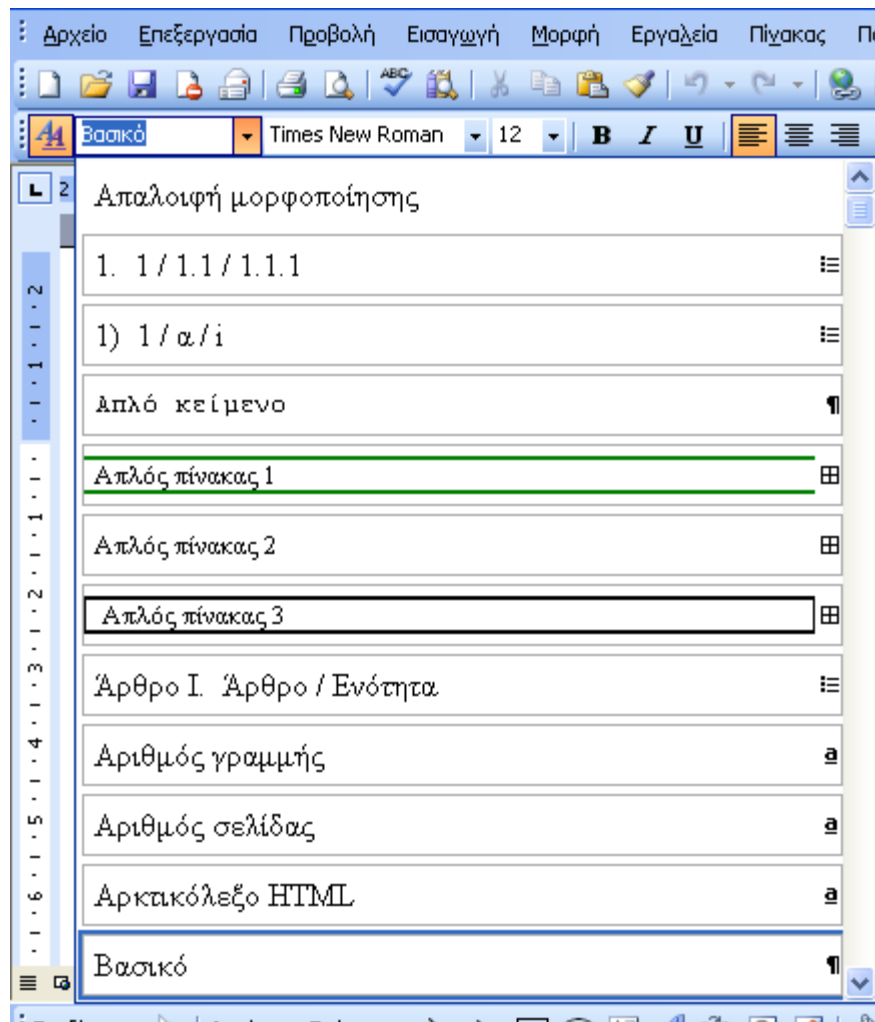 Αρχείο Επεξεργασία Προβολή Εισαγωγή Μορφή Εργαλεία Πίνακας
ABC
Βασικό Times New Roman 12 B I U
L 2
Απαλοιφή μορφοποίησης
1. 1 / 1.1 / 1.1.1
1) 1 / α / i
Απλό κείμενο
Απλός πίνακας 1
Απλός πίνακας 2
Απλός πίνακας 3
Άρθρο I. Άρθρο / Ενότητα
Αριθμός γραμμής
Αριθμός σελίδας
Αρκτικόλεξο HTML
Βασικό